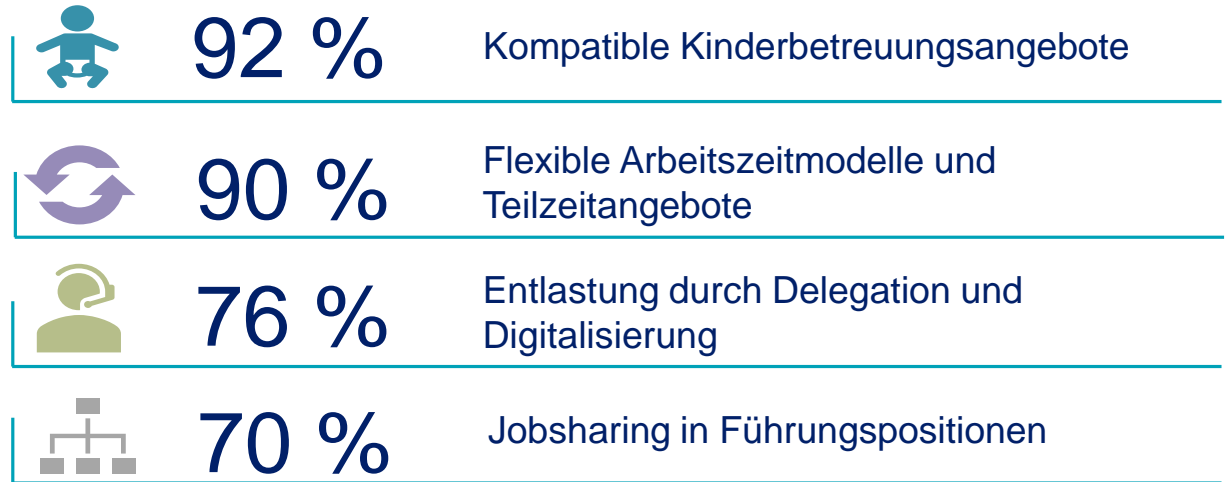 92 % Kompatible Kinderbetreuungsangebote
90 % Flexible Arbeitszeitmodelle und
Teilzeitangebote
76 % Entlastung durch Delegation und
Digitalisierung
70 % Jobsharing in Führungspositionen